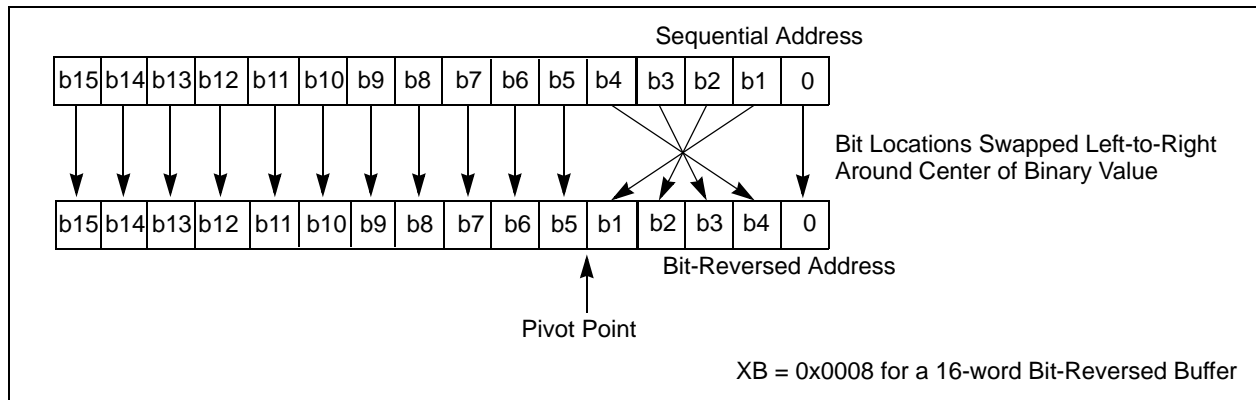 Sequential Address
b15 b14 b13 b12 b11 b10 b9 b8 b7 b6 b5 b4 b3 b2 b1 0
Bit Locations Swapped Left-to-Right
Around Center of Binary Value
b15 b14 b13 b12 b11 b10 b9 b8 b7 b6 b5 b1 b2 b3 b4 0
Bit-Reversed Address
Pivot Point
XB = 0x0008 for a 16-word Bit-Reversed Buffer